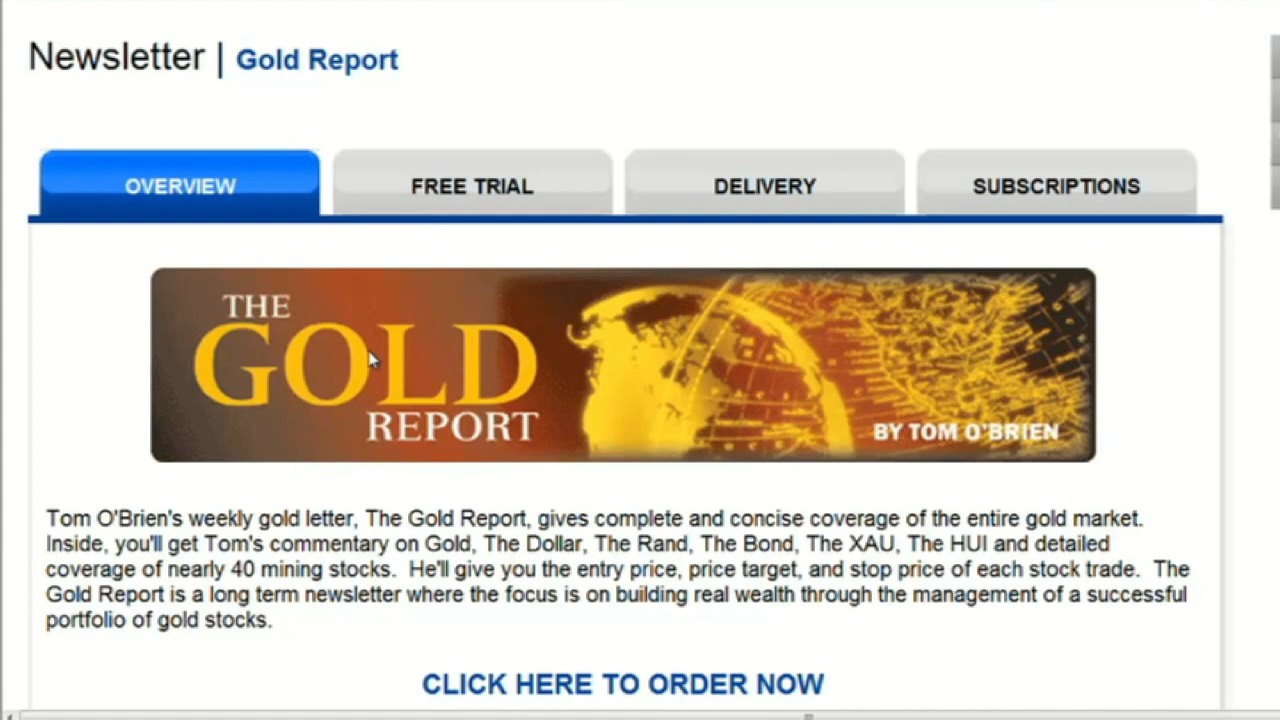 Newsletter | Gold Report
OVERVIEW FREE TRIAL DELIVERY SUBSCRIPTIONS
THE
GOLD
REPORT
BY TOM O'BRIEN
Tom O'Brien's weekly gold letter, The Gold Report, gives complete and concise coverage of the entire gold market.
Inside, you'll get Tom's commentary on Gold, The Dollar, The Rand, The Bond, The XAU, The HUI and detailed
coverage of nearly 40 mining stocks.  He'll give you the entry price, price target, and stop price of each stock trade.  The
Gold Report is a long term newsletter where the focus is on building real wealth through the management of a successful
portfolio of gold stocks.
CLICK HERE TO ORDER NOW